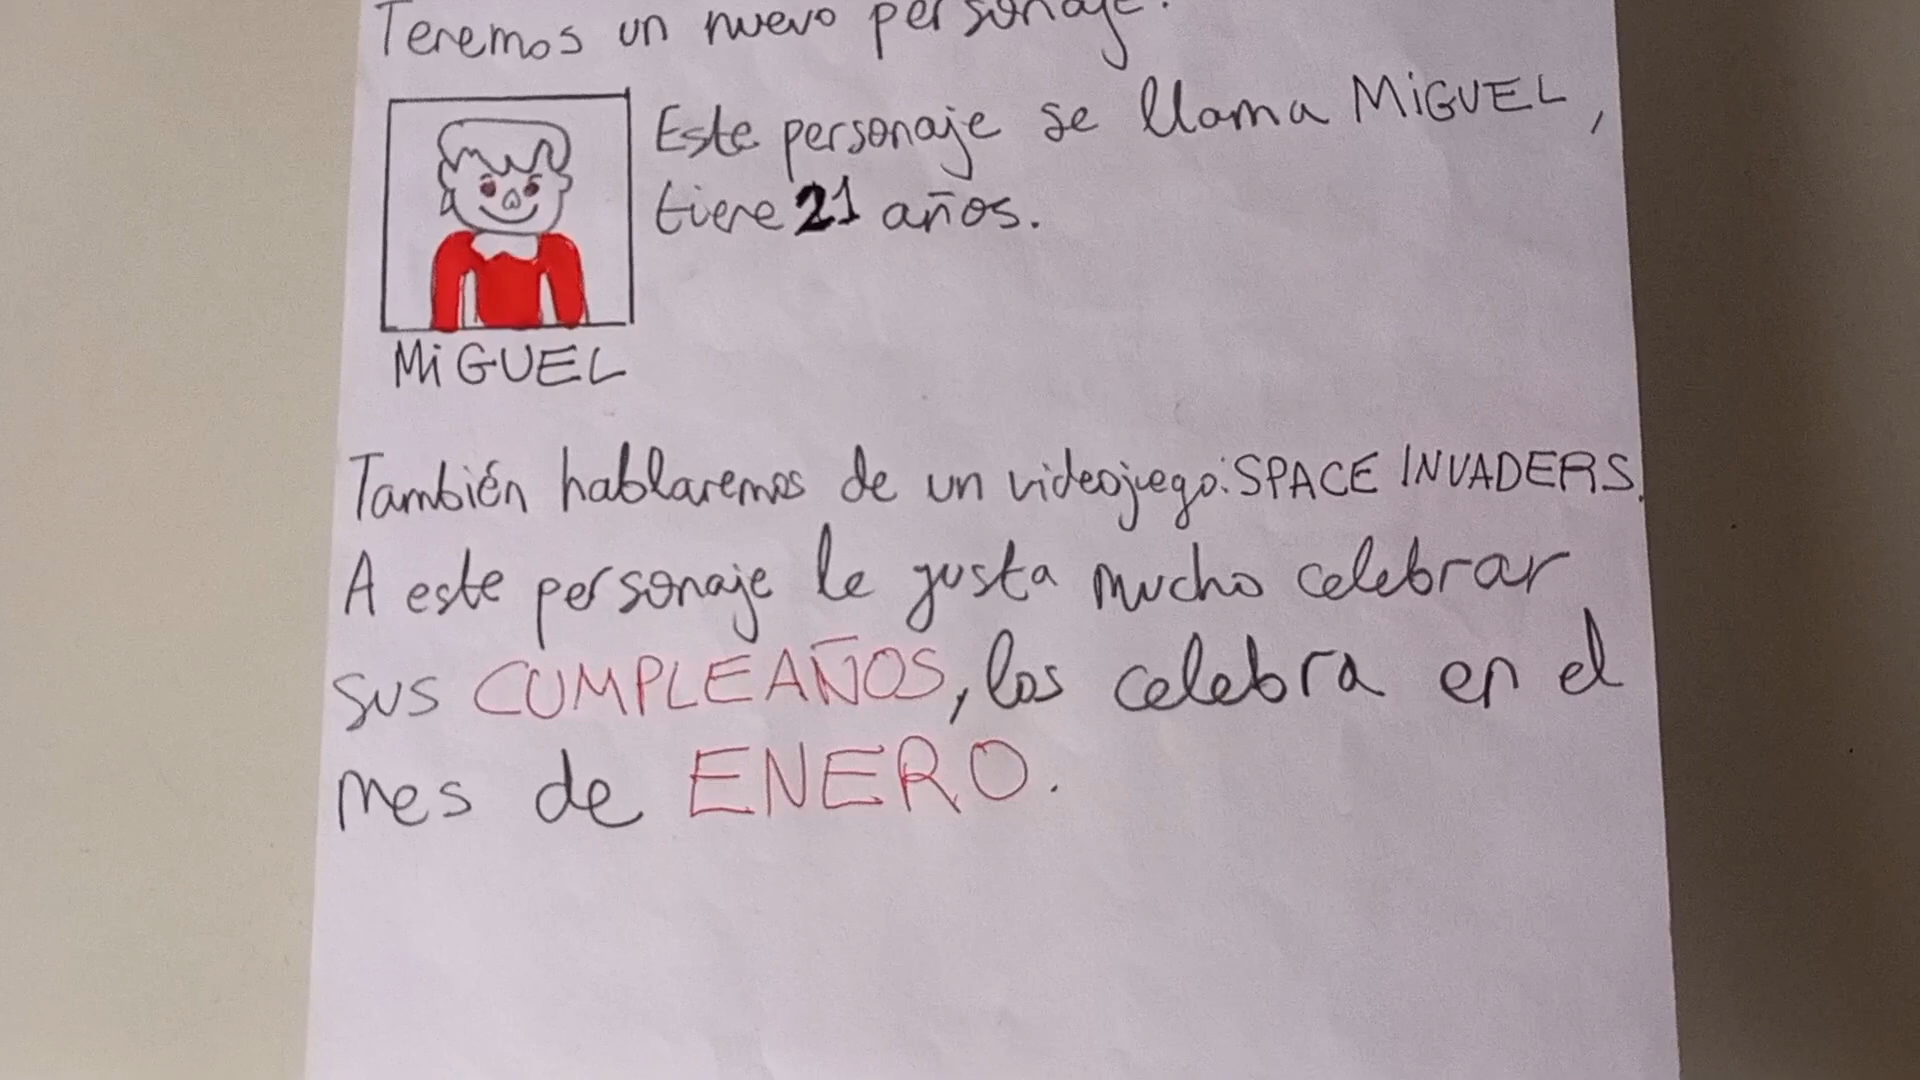 Teremos un nuevo personaje.
Este personaje se llama MiGUEL,
tiene 21 años.
MiGUEL
También hablaremos de un videojuego: SPACE INVADERS.
A este personaje le gusta mucho celebrar
sus CUMPLEAÑOS, los celebra en el
mes de ENERO.